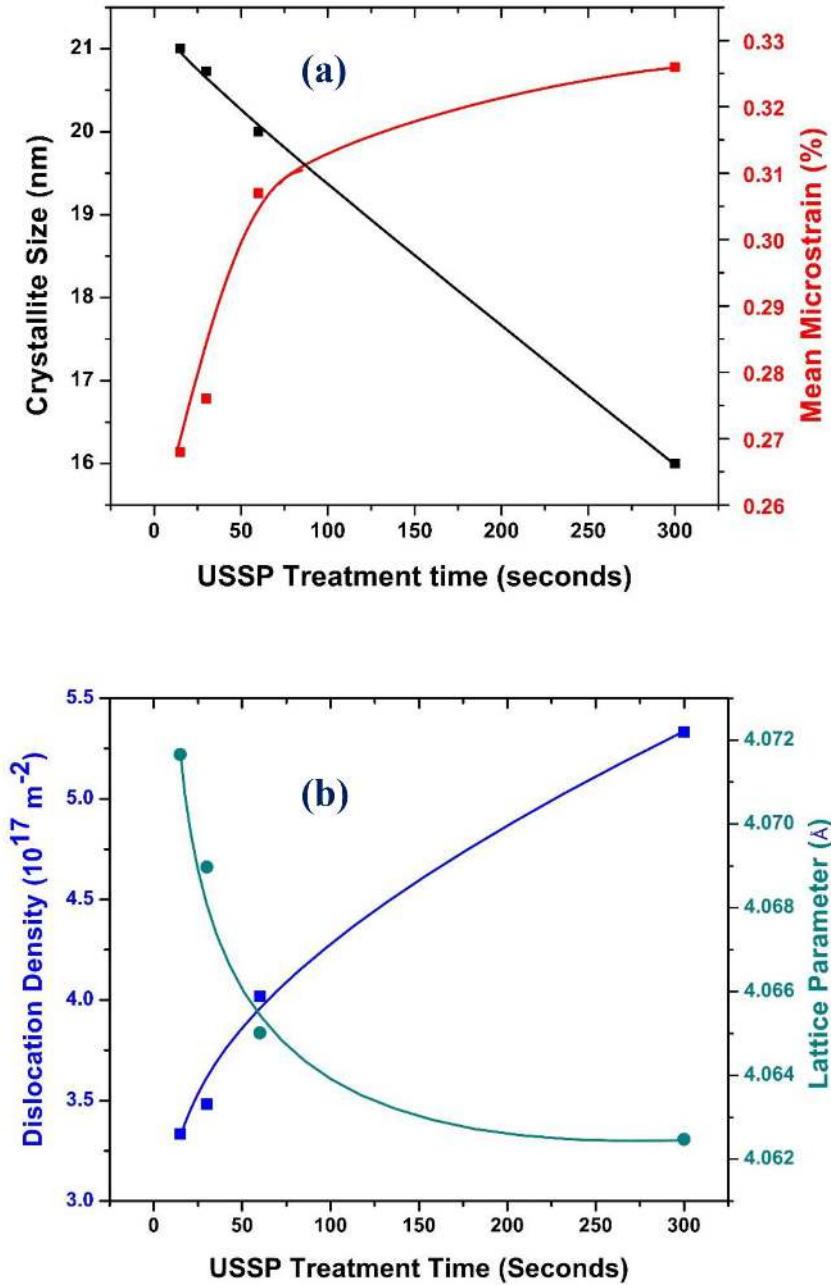 (a)
Crystallite Size (nm)
21
20
19
18
17
16
Mean Microstrain (%)
0.33
0.32
0.31
0.30
0.29
0.28
0.27
0.26
0 50 100 150 200 250 300
USSP Treatment time (seconds)
(b)
Dislocation Density (10^17 m^-2)
5.5
5.0
4.5
4.0
3.5
3.0
Lattice Parameter (Å)
4.072
4.070
4.068
4.066
4.064
4.062
0 50 100 150 200 250 300
USSP Treatment Time (Seconds)